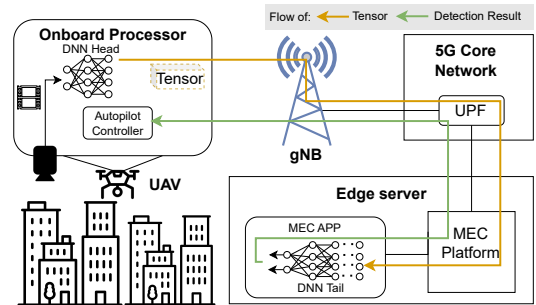 Flow of:
Tensor
Detection Result
Onboard Processor
DNN Head
Tensor
Autopilot
Controller
UAV
gNB
5G Core
Network
UPF
Edge server
MEC APP
DNN Tail
MEC
Platform